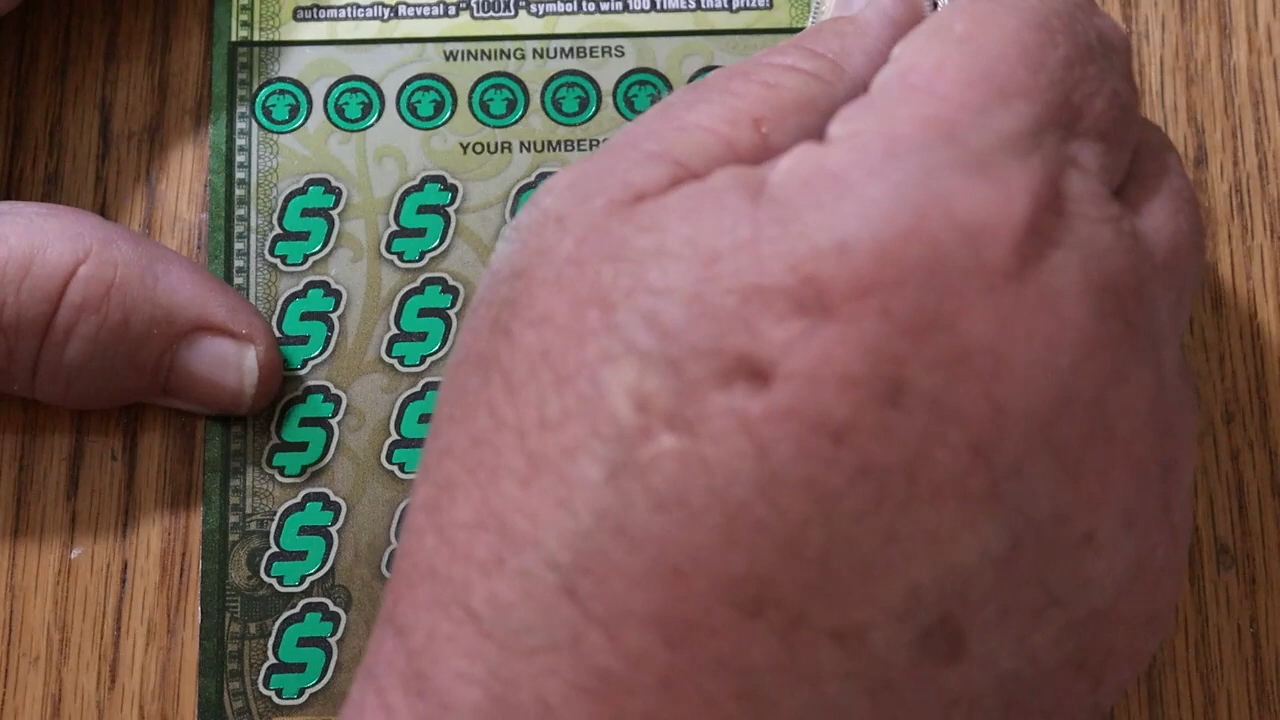 automatically. Reveal a "100X" symbol to win 100 TIMES that prize!
WINNING NUMBERS
YOUR NUMBERS
$ $ $
$ $
$ $
$
$